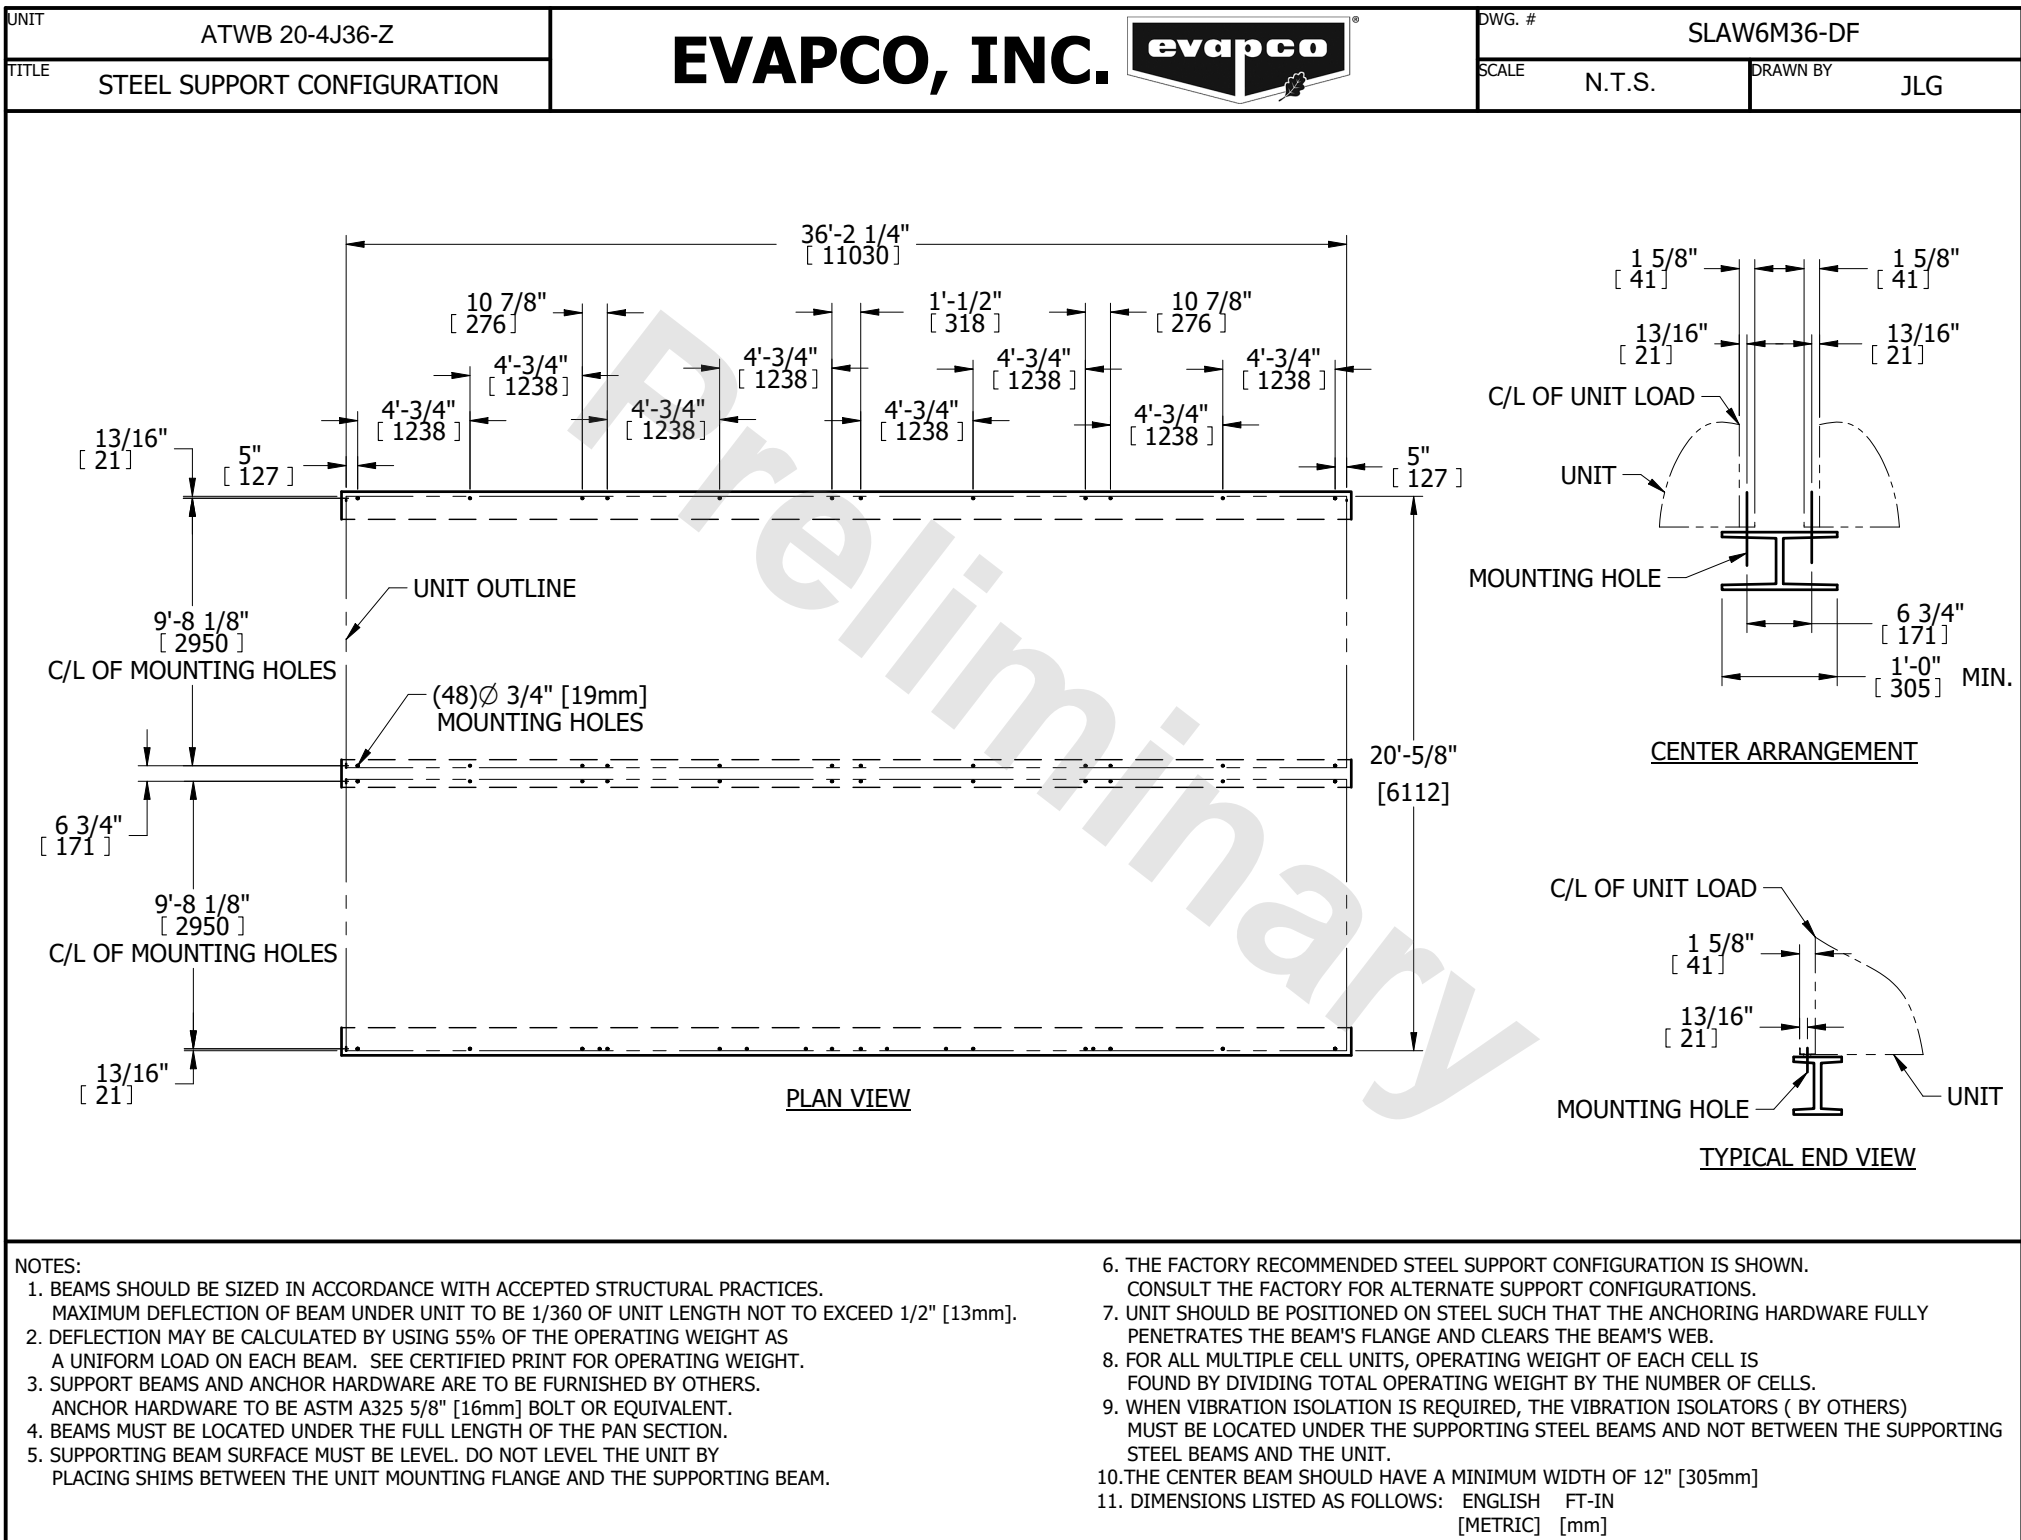 UNIT
ATWB 20-4J36-Z
TITLE
STEEL SUPPORT CONFIGURATION
EVAPCO, INC.
evapco
®
DWG. #
SLAW6M36-DF
SCALE
N.T.S.
DRAWN BY
JLG
36'-2 1/4"
[ 11030 ]
10 7/8"
[ 276 ]
1'-1/2"
[ 318 ]
10 7/8"
[ 276 ]
4'-3/4"
[ 1238 ]
4'-3/4"
[ 1238 ]
4'-3/4"
[ 1238 ]
4'-3/4"
[ 1238 ]
4'-3/4"
[ 1238 ]
4'-3/4"
[ 1238 ]
4'-3/4"
[ 1238 ]
4'-3/4"
[ 1238 ]
13/16"
[ 21 ]
5"
[ 127 ]
5"
[ 127 ]
UNIT OUTLINE
9'-8 1/8"
[ 2950 ]
C/L OF MOUNTING HOLES
(48)Ø 3/4" [19mm]
MOUNTING HOLES
20'-5/8"
[6112]
6 3/4"
[ 171 ]
9'-8 1/8"
[ 2950 ]
C/L OF MOUNTING HOLES
13/16"
[ 21 ]
PLAN VIEW
Preliminary
1 5/8"
[ 41 ]
1 5/8"
[ 41 ]
13/16"
[ 21 ]
13/16"
[ 21 ]
C/L OF UNIT LOAD
UNIT
MOUNTING HOLE
6 3/4"
[ 171 ]
1'-0"
[ 305 ] MIN.
CENTER ARRANGEMENT
C/L OF UNIT LOAD
1 5/8"
[ 41 ]
13/16"
[ 21 ]
MOUNTING HOLE
UNIT
TYPICAL END VIEW
NOTES:
1. BEAMS SHOULD BE SIZED IN ACCORDANCE WITH ACCEPTED STRUCTURAL PRACTICES.
MAXIMUM DEFLECTION OF BEAM UNDER UNIT TO BE 1/360 OF UNIT LENGTH NOT TO EXCEED 1/2" [13mm].
2. DEFLECTION MAY BE CALCULATED BY USING 55% OF THE OPERATING WEIGHT AS
A UNIFORM LOAD ON EACH BEAM. SEE CERTIFIED PRINT FOR OPERATING WEIGHT.
3. SUPPORT BEAMS AND ANCHOR HARDWARE ARE TO BE FURNISHED BY OTHERS.
ANCHOR HARDWARE TO BE ASTM A325 5/8" [16mm] BOLT OR EQUIVALENT.
4. BEAMS MUST BE LOCATED UNDER THE FULL LENGTH OF THE PAN SECTION.
5. SUPPORTING BEAM SURFACE MUST BE LEVEL. DO NOT LEVEL THE UNIT BY
PLACING SHIMS BETWEEN THE UNIT MOUNTING FLANGE AND THE SUPPORTING BEAM.
6. THE FACTORY RECOMMENDED STEEL SUPPORT CONFIGURATION IS SHOWN.
CONSULT THE FACTORY FOR ALTERNATE SUPPORT CONFIGURATIONS.
7. UNIT SHOULD BE POSITIONED ON STEEL SUCH THAT THE ANCHORING HARDWARE FULLY
PENETRATES THE BEAM'S FLANGE AND CLEARS THE BEAM'S WEB.
8. FOR ALL MULTIPLE CELL UNITS, OPERATING WEIGHT OF EACH CELL IS
FOUND BY DIVIDING TOTAL OPERATING WEIGHT BY THE NUMBER OF CELLS.
9. WHEN VIBRATION ISOLATION IS REQUIRED, THE VIBRATION ISOLATORS ( BY OTHERS)
MUST BE LOCATED UNDER THE SUPPORTING STEEL BEAMS AND NOT BETWEEN THE SUPPORTING
STEEL BEAMS AND THE UNIT.
10.THE CENTER BEAM SHOULD HAVE A MINIMUM WIDTH OF 12" [305mm]
11. DIMENSIONS LISTED AS FOLLOWS: ENGLISH FT-IN
[METRIC] [mm]